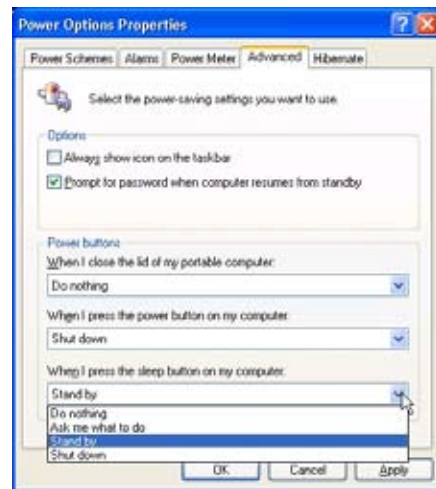 Power Options Properties
Power Schemes Alarms Power Meter Advanced Hibernate
Select the power-saving settings you want to use.
Options
Always show icon on the taskbar
Prompt for password when computer resumes from standby
Power buttons
When I close the lid of my portable computer:
Do nothing
When I press the power button on my computer:
Shut down
When I press the sleep button on my computer:
Stand by
Do nothing
Ask me what to do
Stand by
Shut down
OK Cancel Apply